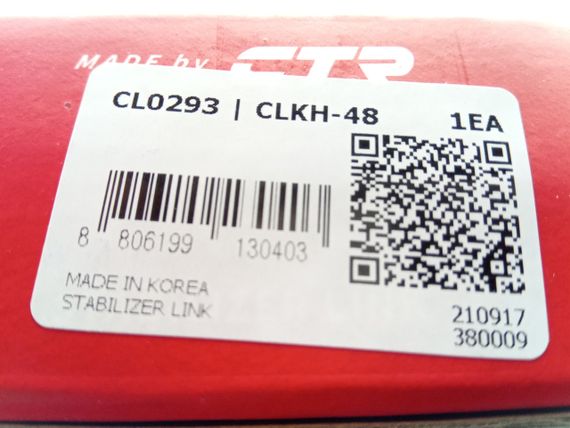 MADE by CTR
CL0293 | CLKH-48
1EA
8 806199 130403
MADE IN KOREA
STABILIZER LINK
210917
380009